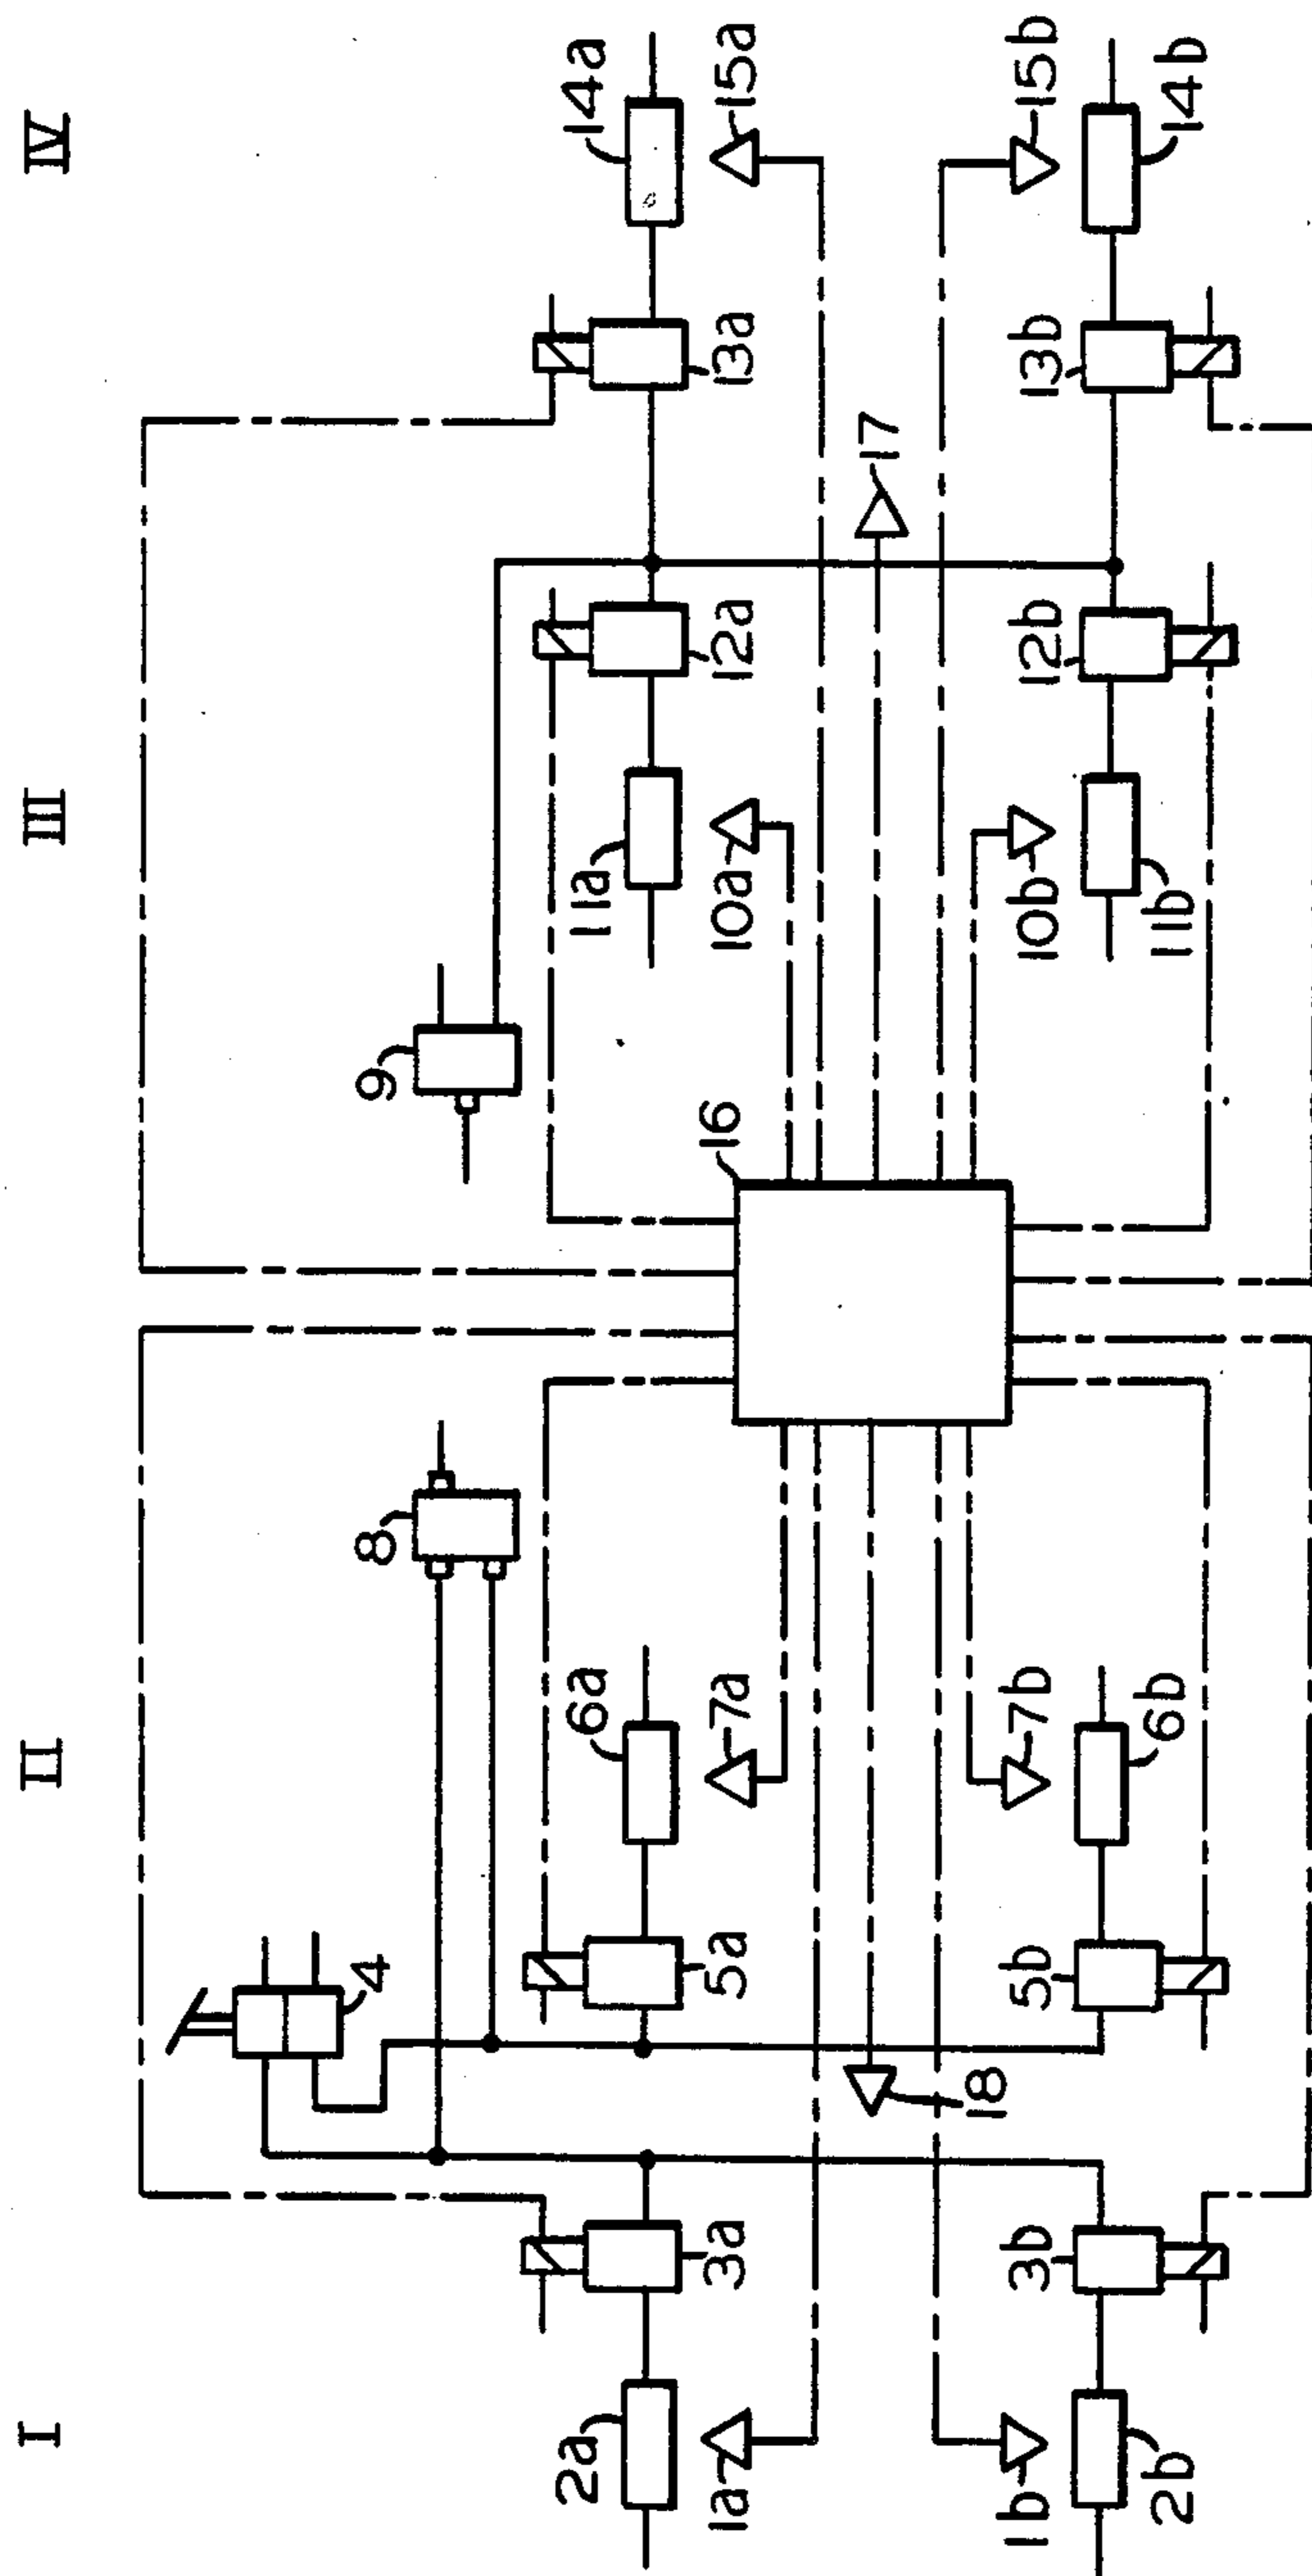 I II III IV
4 8 9
2a 3a 5a 6a 11a 12a 13a 14a
1a 7a 10a 15a
16
18 17
1b 7b 10b 15b
2b 3b 5b 6b 11b 12b 13b 14b